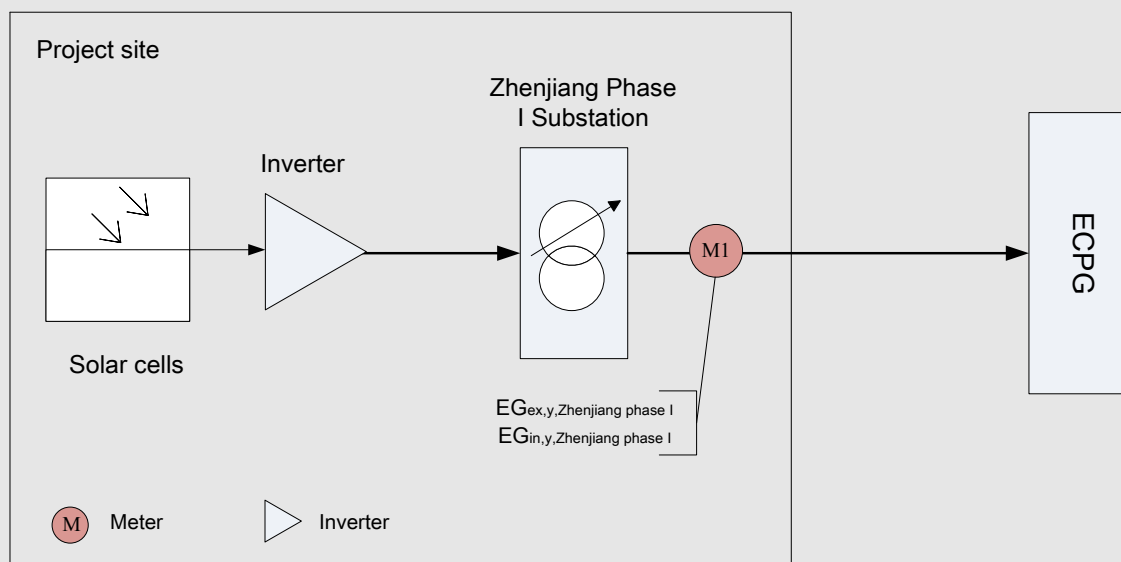 Project site
Zhenjiang Phase
I Substation
Inverter
M1
ECPG
Solar cells
EGex,y,Zhenjiang phase I
EGin,y,Zhenjiang phase I
M
Meter
Inverter